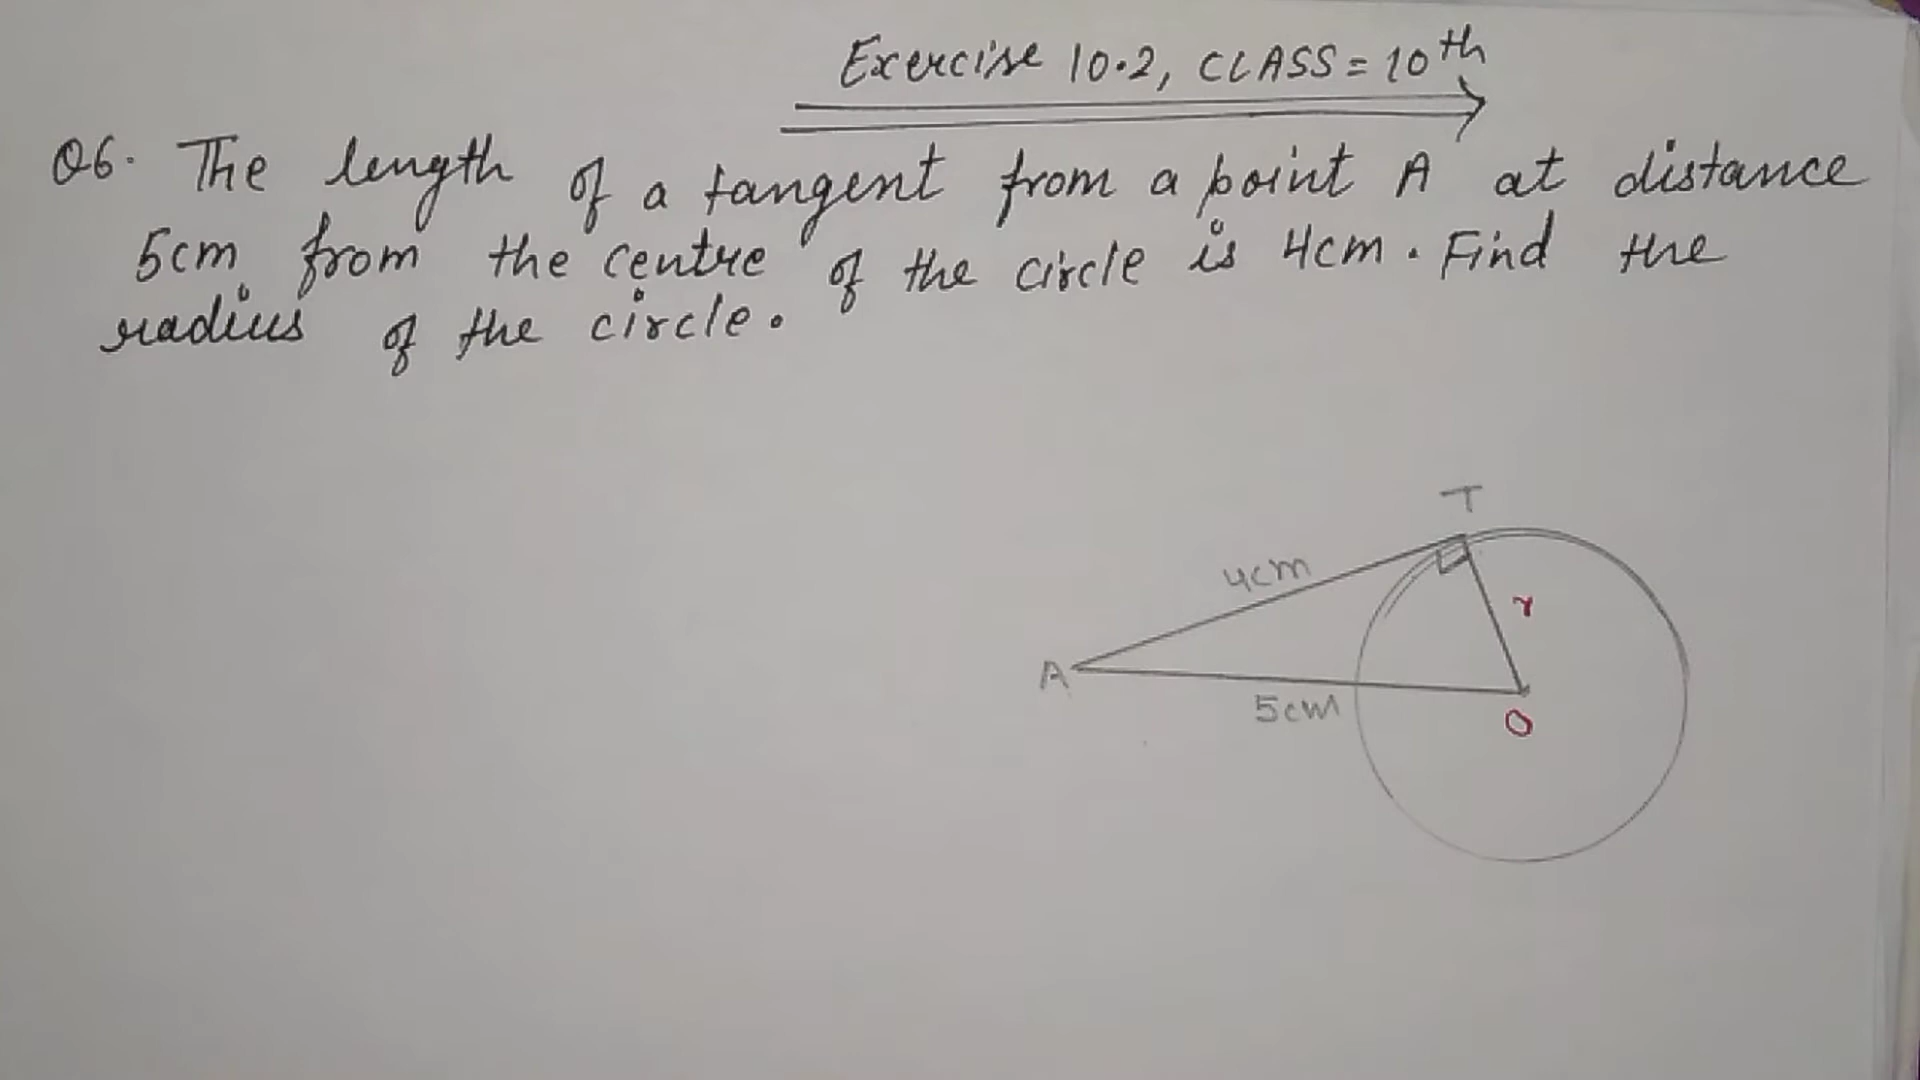 Exercise 10.2, CLASS = 10th
Q6. The length of a tangent from a point A at distance
5cm from the centre of the circle is 4cm. Find the
radius of the circle.
T
4cm
r
A
5cm
O